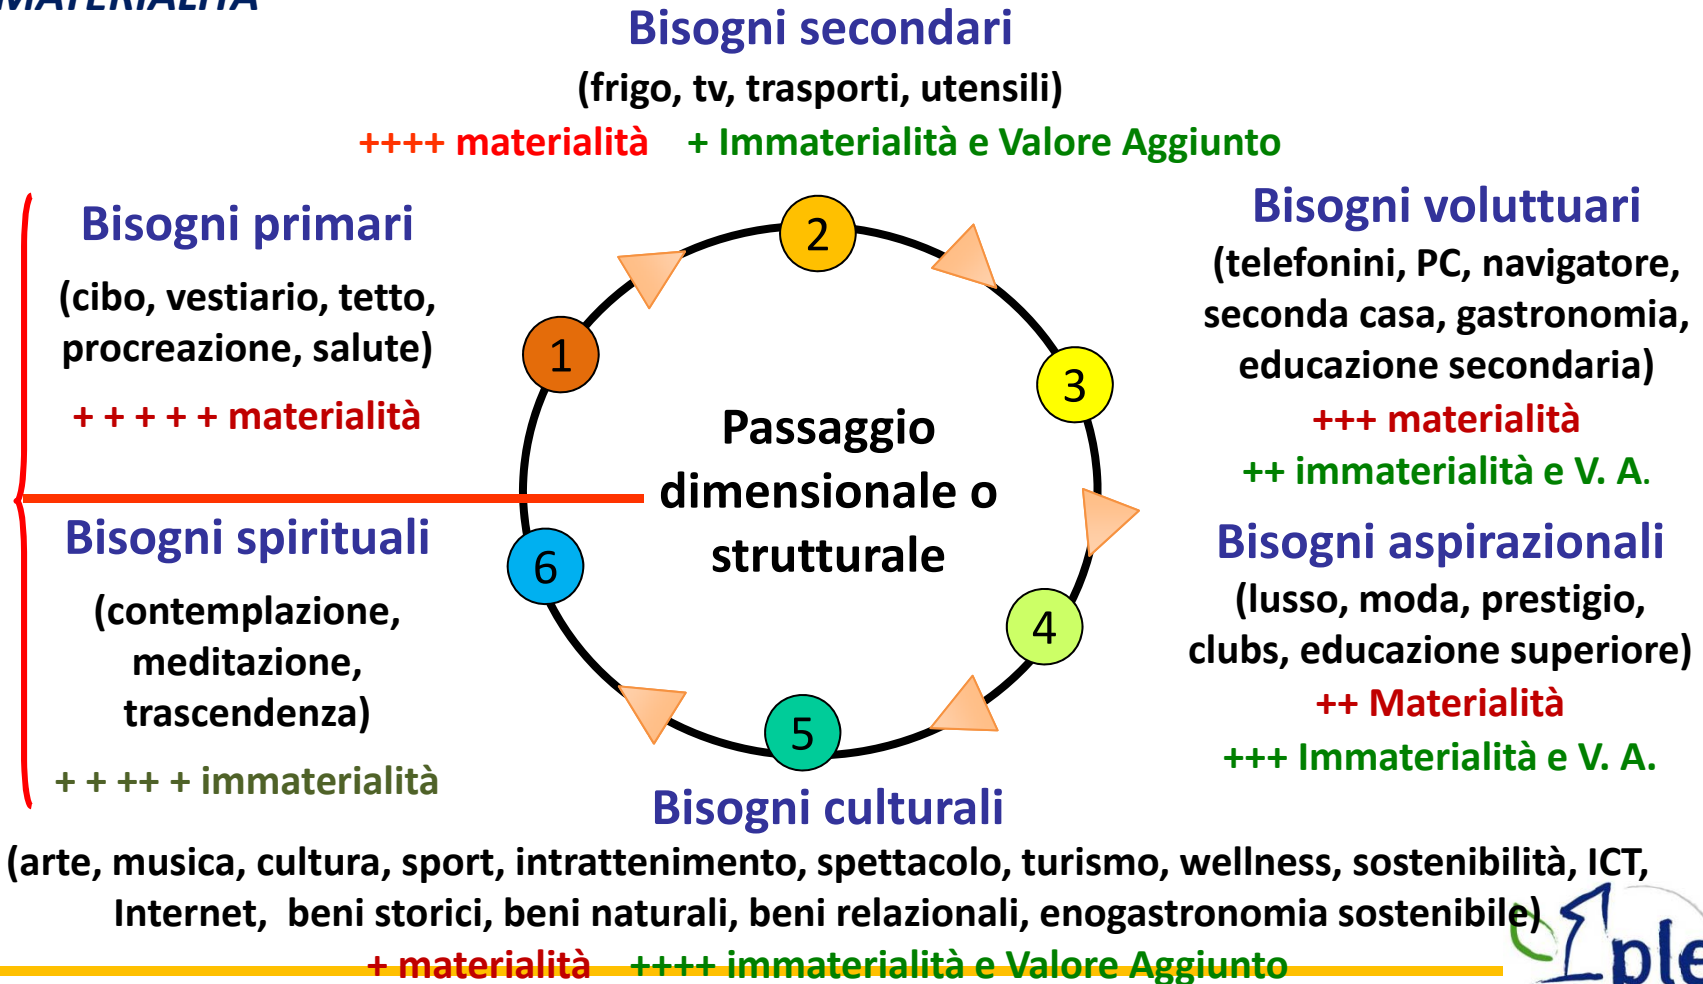 Bisogni secondari
(frigo, tv, trasporti, utensili)
++++ materialità + Immaterialità e Valore Aggiunto
Bisogni primari
(cibo, vestiario, tetto,
procreazione, salute)
+ + + + + materialità
Bisogni voluttuari
(telefonini, PC, navigatore,
seconda casa, gastronomia,
educazione secondaria)
+++ materialità
++ immaterialità e V. A.
1
2
3
4
5
6
Passaggio
dimensionale o
strutturale
Bisogni spirituali
(contemplazione,
meditazione,
trascendenza)
+ + ++ + immaterialità
Bisogni aspirazionali
(lusso, moda, prestigio,
clubs, educazione superiore)
++ Materialità
+++ Immaterialità e V. A.
Bisogni culturali
(arte, musica, cultura, sport, intrattenimento, spettacolo, turismo, wellness, sostenibilità, ICT,
Internet, beni storici, beni naturali, beni relazionali, enogastronomia sostenibile)
+ materialità ++++ immaterialità e Valore Aggiunto